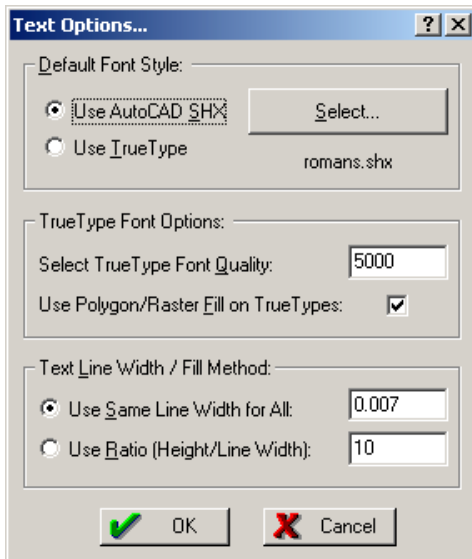 Text Options...
Default Font Style:
Use AutoCAD SHX
Select...
Use TrueType
romans.shx
TrueType Font Options:
Select TrueType Font Quality: 5000
Use Polygon/Raster Fill on TrueTypes:
Text Line Width / Fill Method:
Use Same Line Width for All: 0.007
Use Ratio (Height/Line Width): 10
OK Cancel